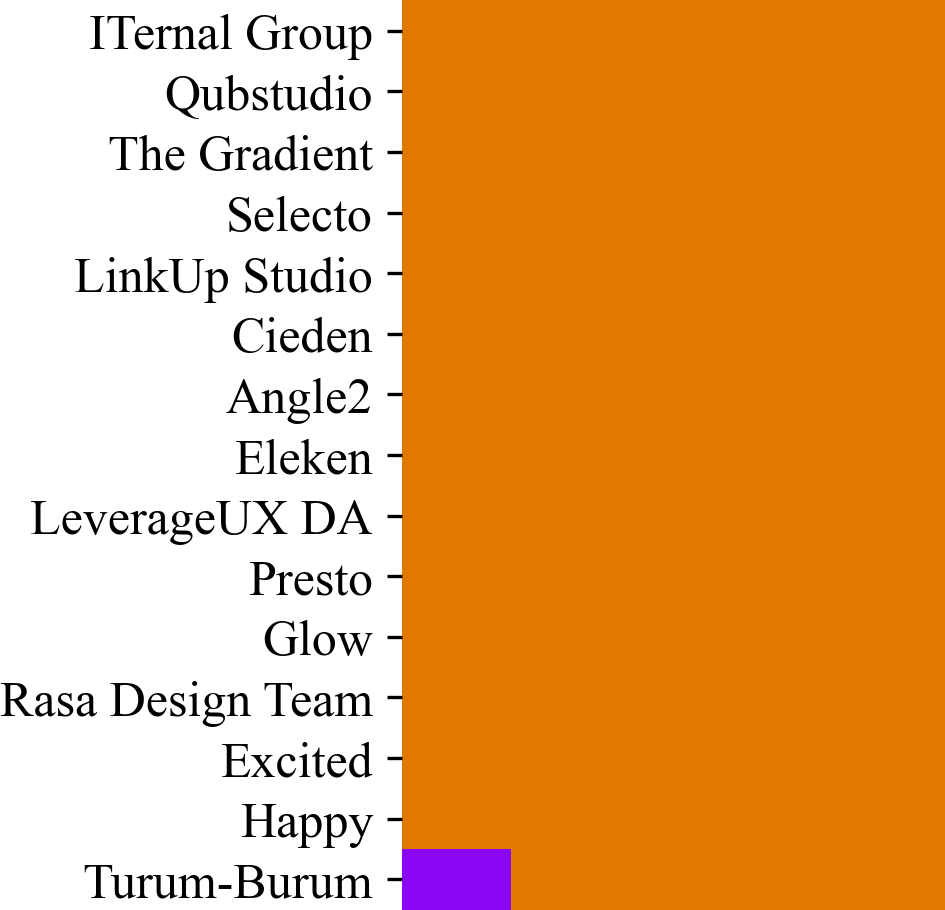 ITernal Group
Qubstudio
The Gradient
Selecto
LinkUp Studio
Cieden
Angle2
Eleken
LeverageUX DA
Presto
Glow
Rasa Design Team
Excited
Happy
Turum-Burum